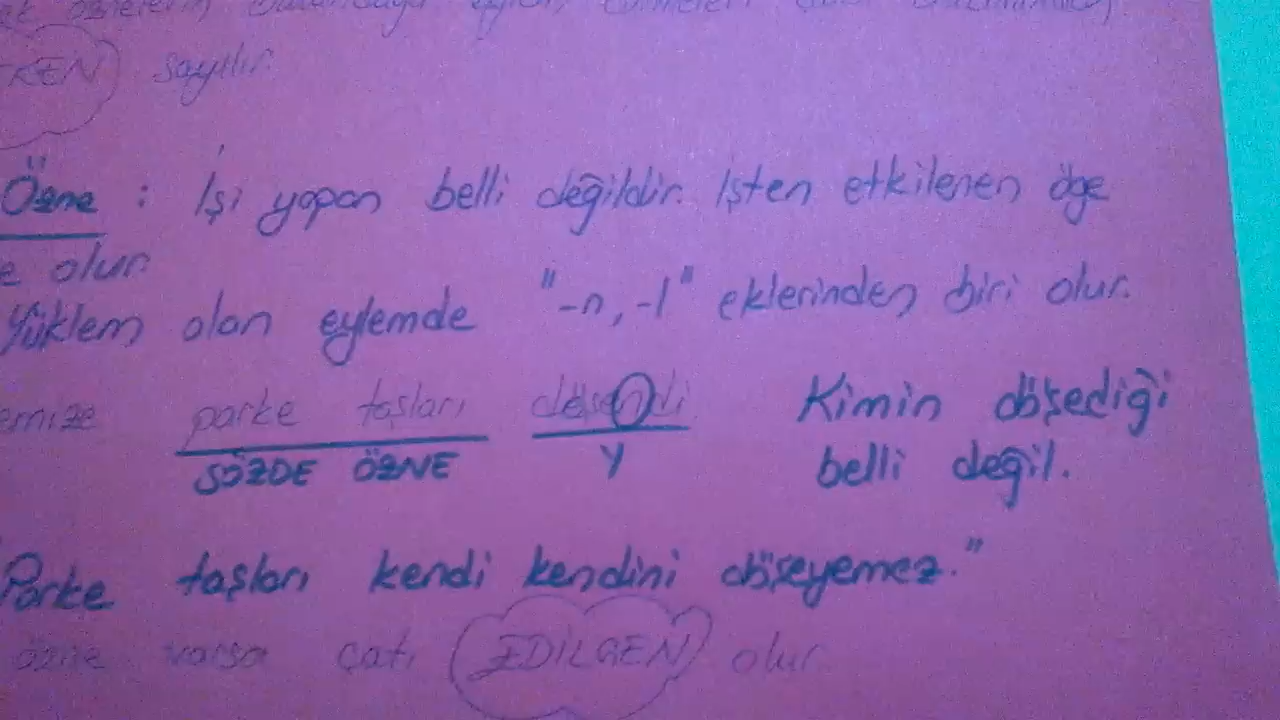 sayılır.
Özne : İşi yapan belli değildir. İşten etkilenen öge
e olur.
Yüklem olan eylemde "-n, -l" eklerinden biri olur.
emize parke taşları döşendi Kimin döşediği
SÖZDE ÖZNE Y belli değil.
Parke taşları kendi kendini döşeyemez."
özne varsa çatı EDİLGEN olur